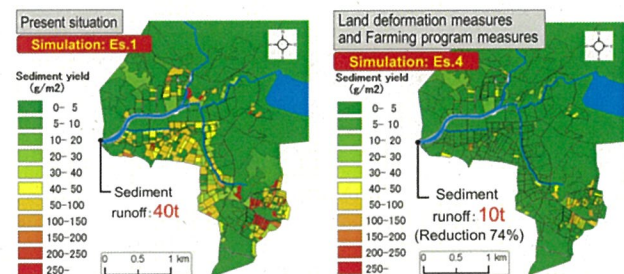 Present situation
Simulation: Es.1
Sediment yield
(g/m2)
0- 5
5- 10
10- 20
20- 30
30- 40
40- 50
50-100
100-150
150-200
200-250
250-
Sediment
runoff: 40t
0 0.5 1 km
Land deformation measures
and Farming program measures
Simulation: Es.4
Sediment yield
(g/m2)
0- 5
5- 10
10- 20
20- 30
30- 40
40- 50
50-100
100-150
150-200
200-250
250-
Sediment
runoff: 10t
(Reduction 74%)
0 0.5 1 km